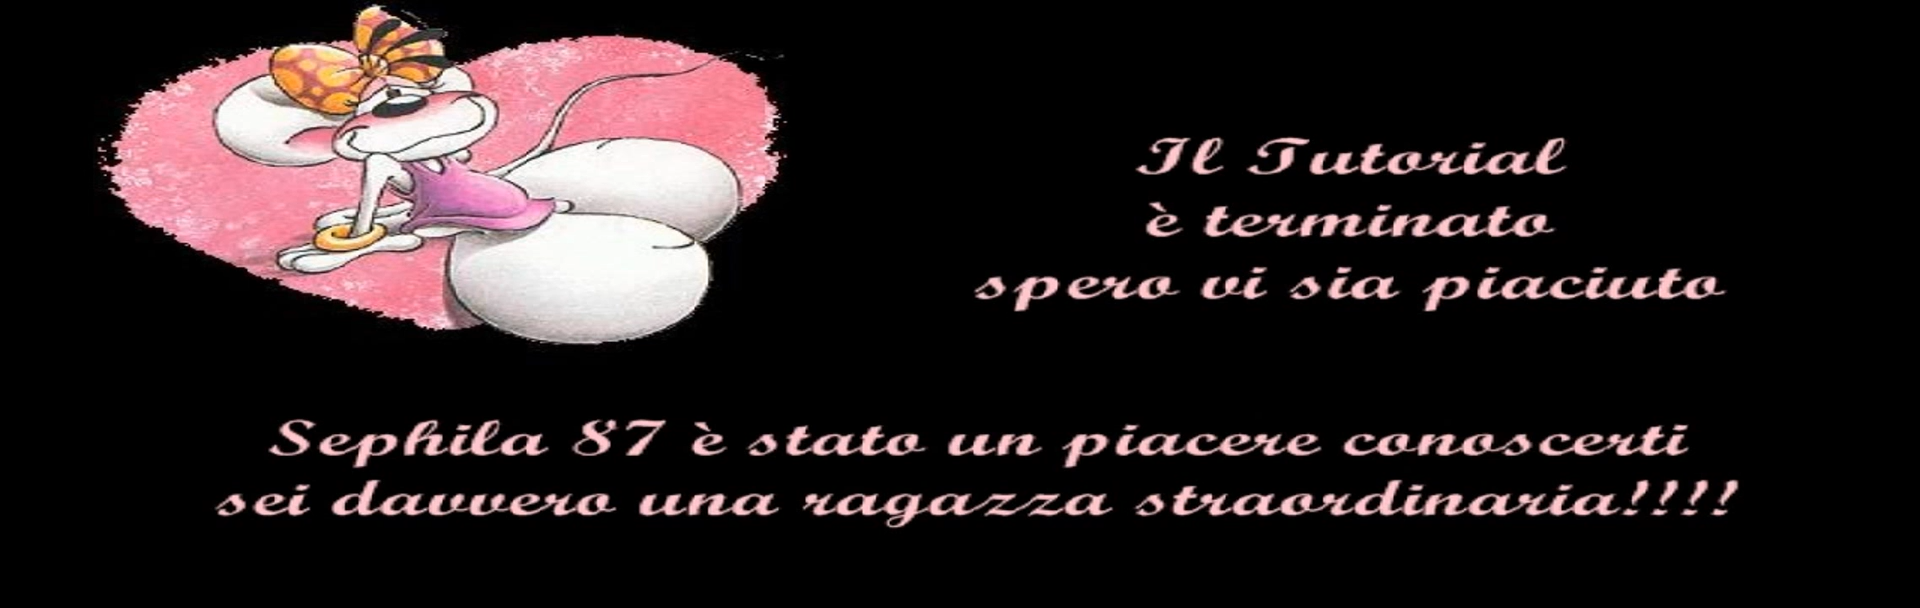 Il Tutorial
è terminato
spero vi sia piaciuto
Sephila 87 è stato un piacere conoscerti
sei davvero una ragazza straordinaria!!!!